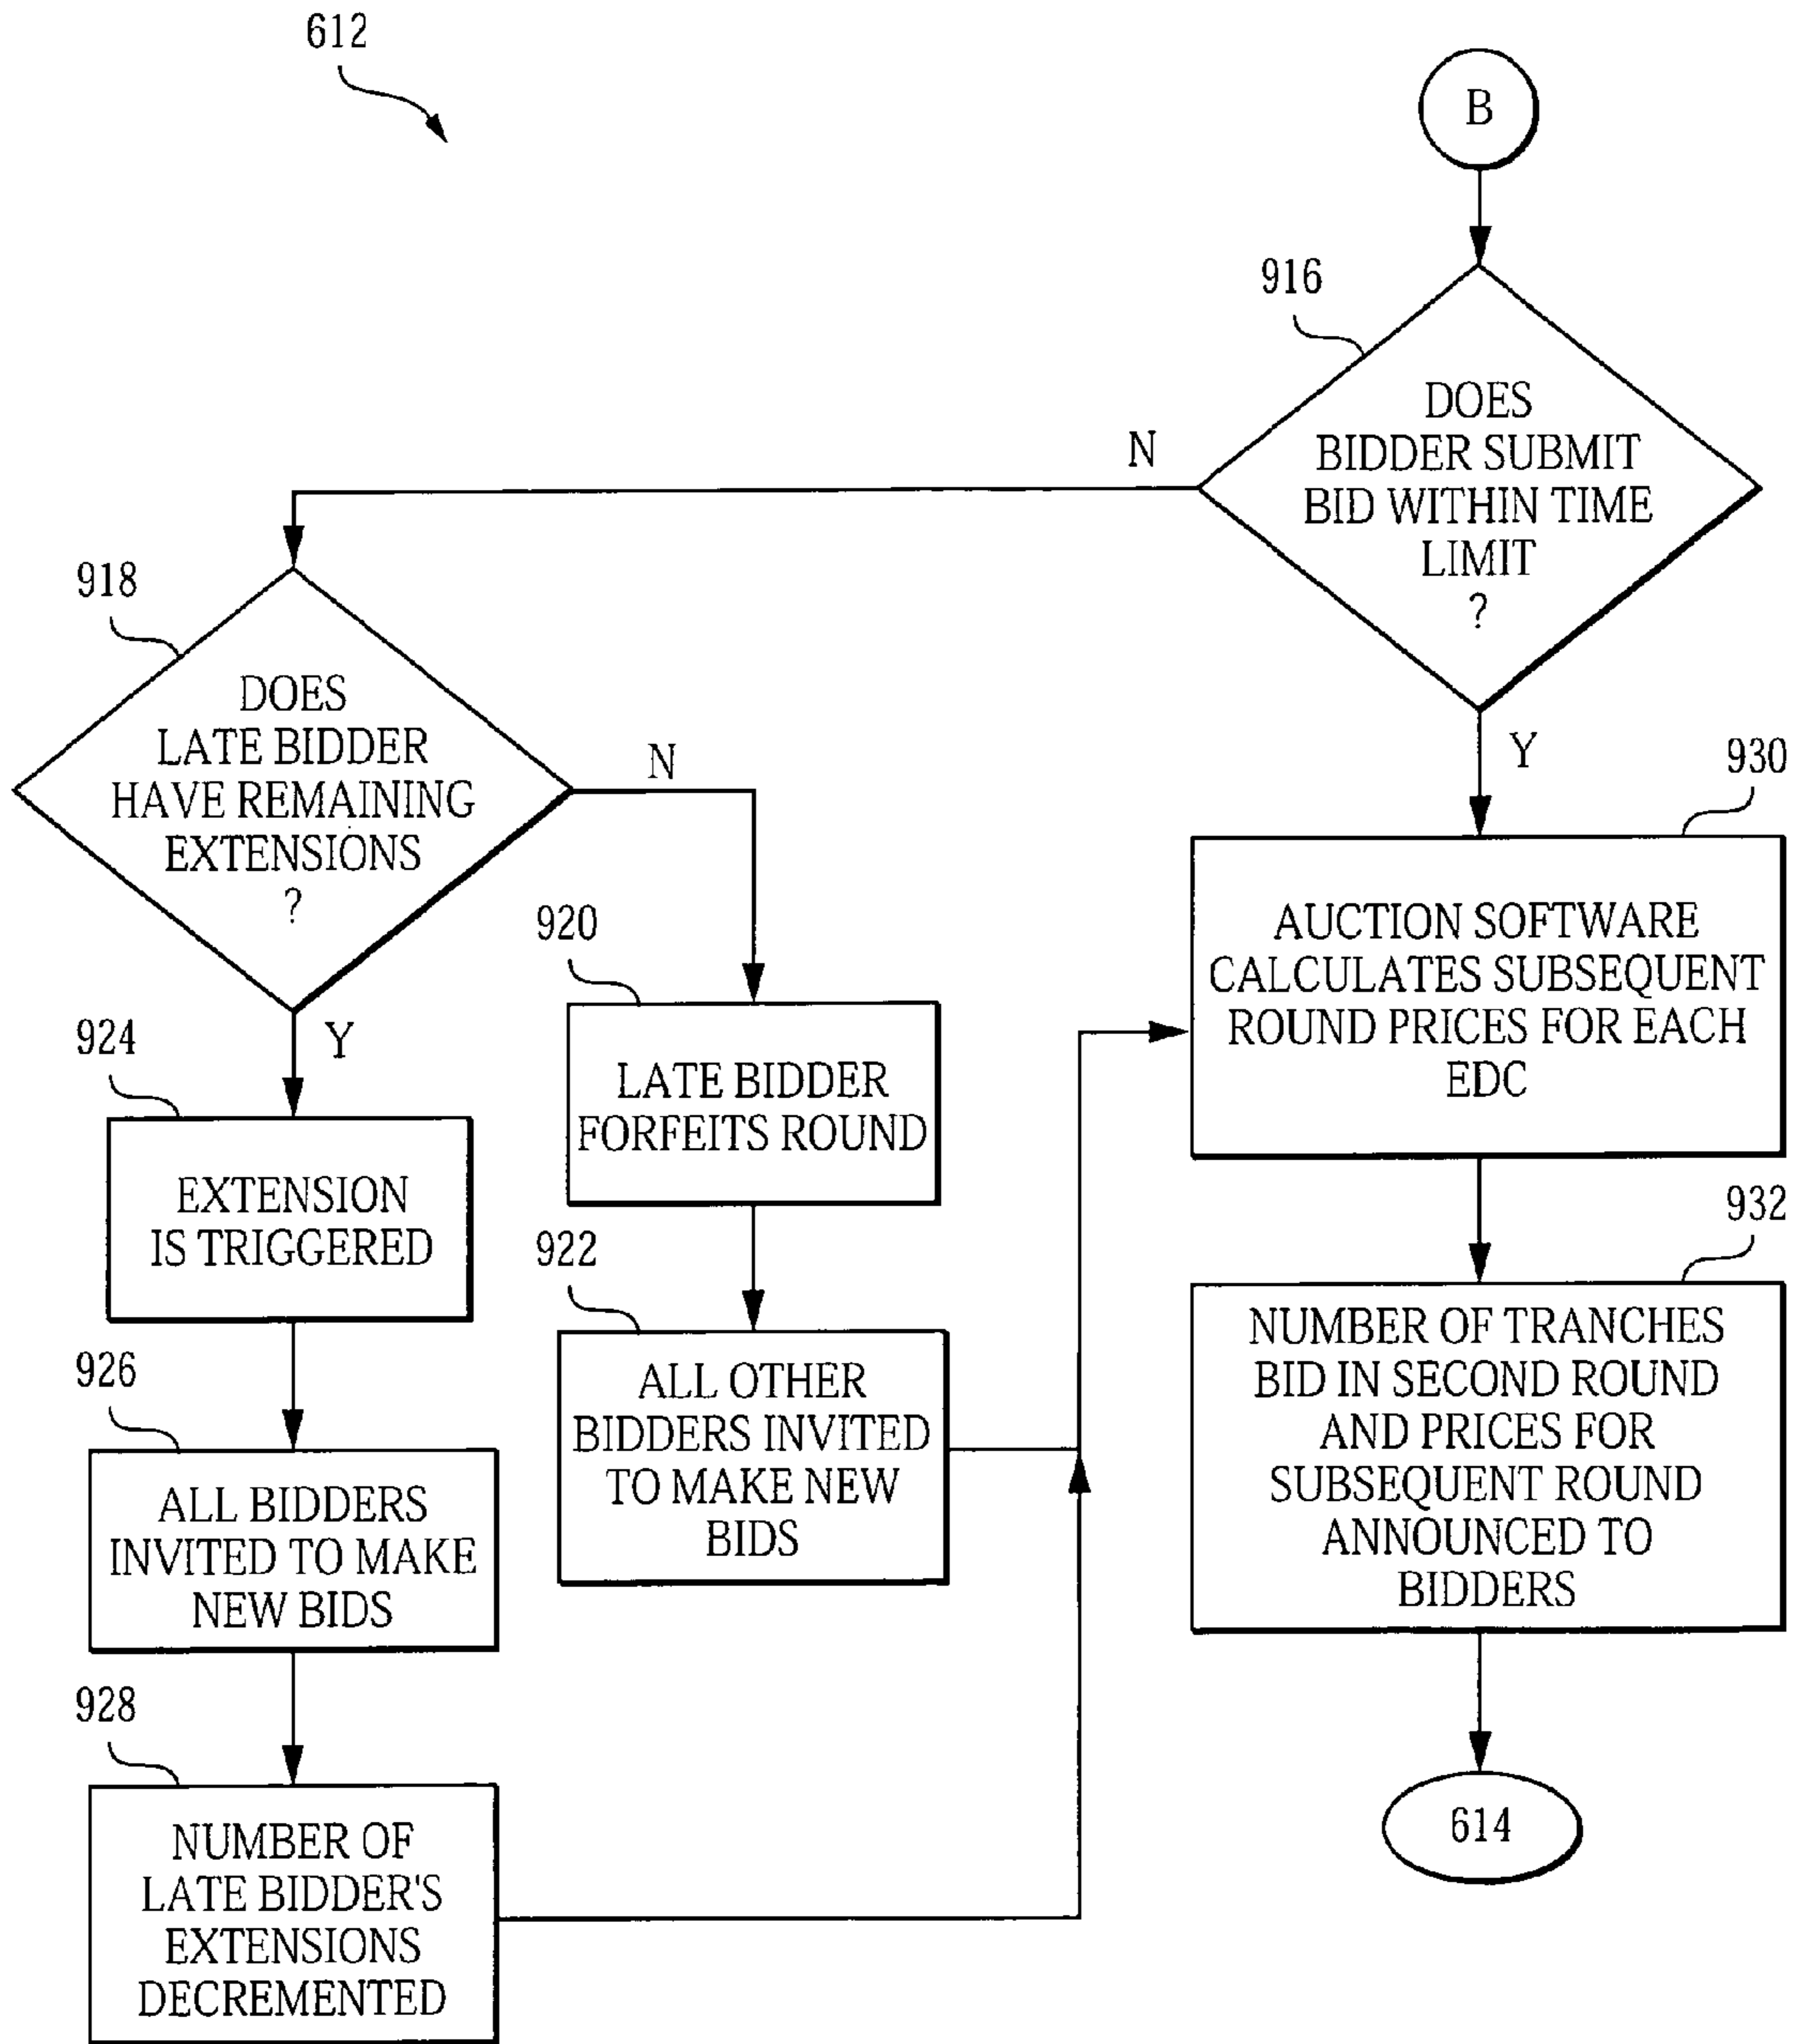 612
B
916
DOES
BIDDER SUBMIT
BID WITHIN TIME
LIMIT
?
N
Y
918
DOES
LATE BIDDER
HAVE REMAINING
EXTENSIONS
?
N
Y
920
LATE BIDDER
FORFEITS ROUND
922
ALL OTHER
BIDDERS INVITED
TO MAKE NEW
BIDS
924
EXTENSION
IS TRIGGERED
926
ALL BIDDERS
INVITED TO MAKE
NEW BIDS
928
NUMBER OF
LATE BIDDER'S
EXTENSIONS
DECREMENTED
930
AUCTION SOFTWARE
CALCULATES SUBSEQUENT
ROUND PRICES FOR EACH
EDC
932
NUMBER OF TRANCHES
BID IN SECOND ROUND
AND PRICES FOR
SUBSEQUENT ROUND
ANNOUNCED TO
BIDDERS
614